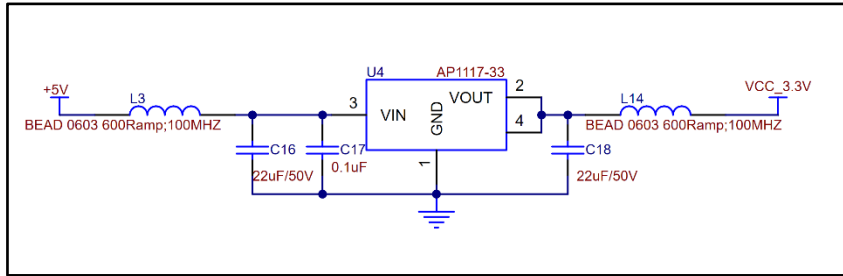 U4
AP1117-33
+5V
L3
3
VIN
VOUT
GND
2
4
1
L14
VCC_3.3V
BEAD 0603 600Ramp;100MHZ
BEAD 0603 600Ramp;100MHZ
C16
22uF/50V
C17
0.1uF
C18
22uF/50V